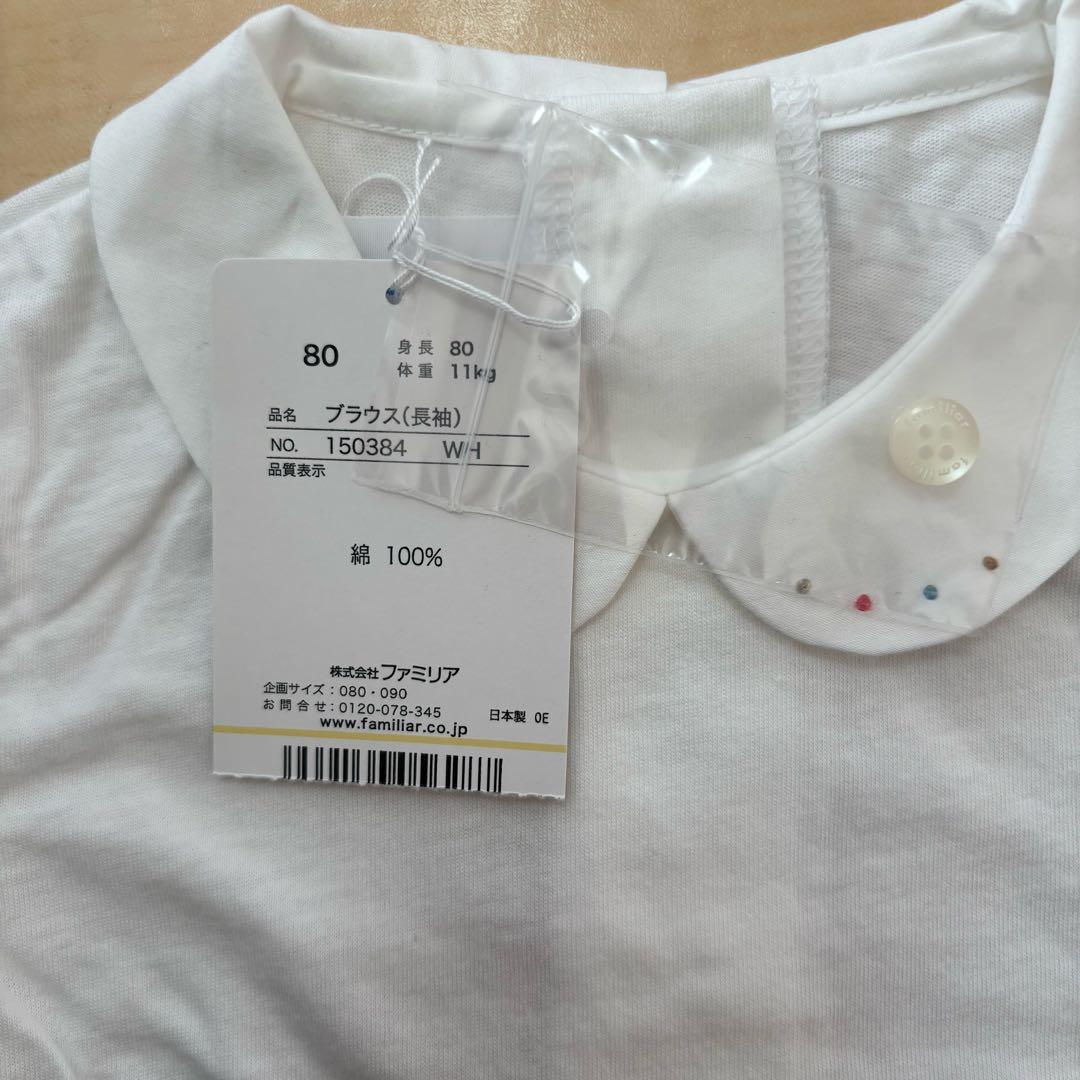 80
身長 80
体重 11kg
品名 ブラウス(長袖)
NO. 150384 WH
品質表示
綿 100%
株式会社ファミリア
企画サイズ:080・090
お問合せ:0120-078-345
日本製 0E
www.familiar.co.jp
familiar
familiar